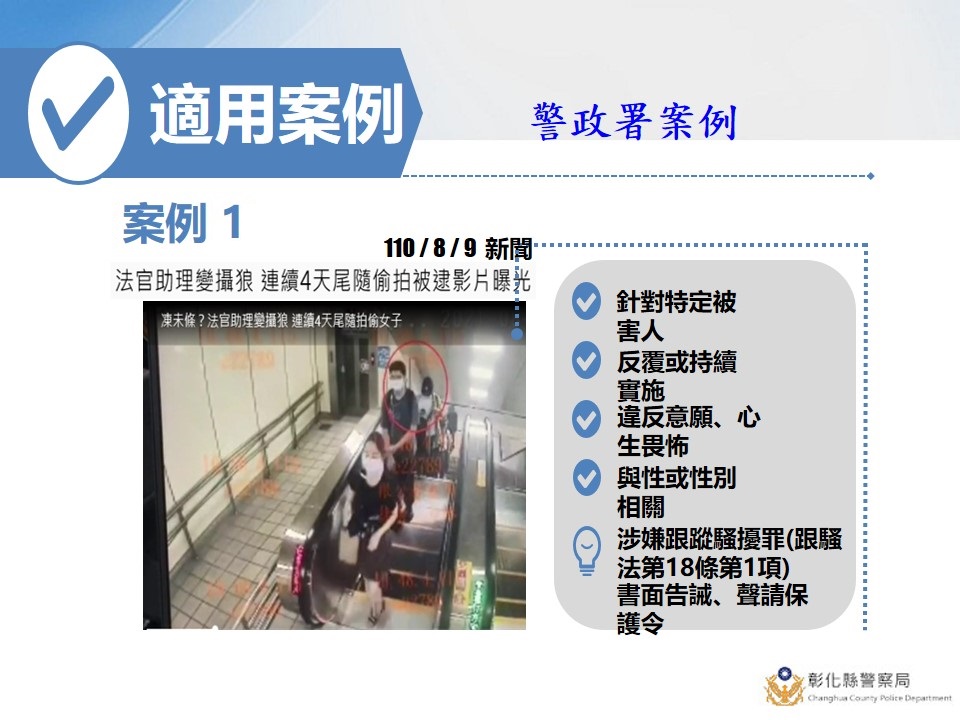 適用案例
警政署案例
案例 1
110 / 8 / 9 新聞
法官助理變攝狼 連續4天尾隨偷拍被逮影片曝光
凍未條？法官助理變攝狼 連續4天尾隨拍偷女子
針對特定被
害人
反覆或持續
實施
違反意願、心
生畏怖
與性或性別
相關
涉嫌跟蹤騷擾罪(跟騷
法第18條第1項)
書面告誡、聲請保
護令
彰化縣警察局
Changhua County Police Department